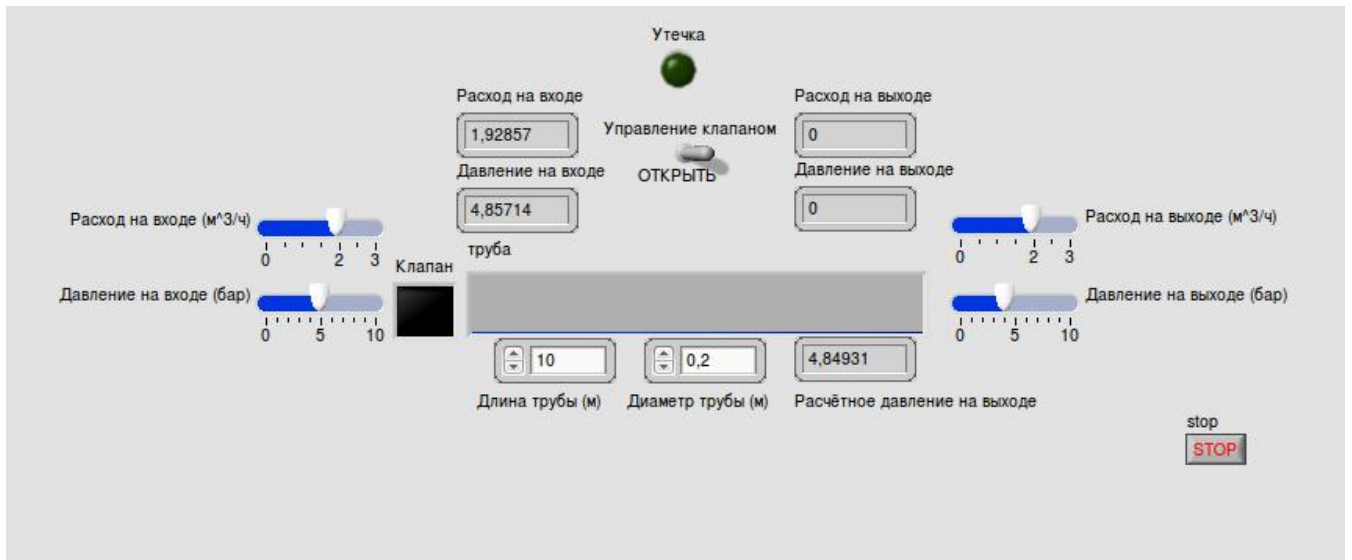 Утечка
Расход на входе
Расход на выходе
1,92857
Управление клапаном
0
Давление на входе
ОТКРЫТЬ
Давление на выходе
4,85714
0
Расход на входе (м^3/ч)
0 2 3
Расход на выходе (м^3/ч)
0 2 3
труба
Клапан
Давление на входе (бар)
0 5 10
Давление на выходе (бар)
0 5 10
10
0,2
4,84931
Длина трубы (м)
Диаметр трубы (м)
Расчётное давление на выходе
stop
STOP